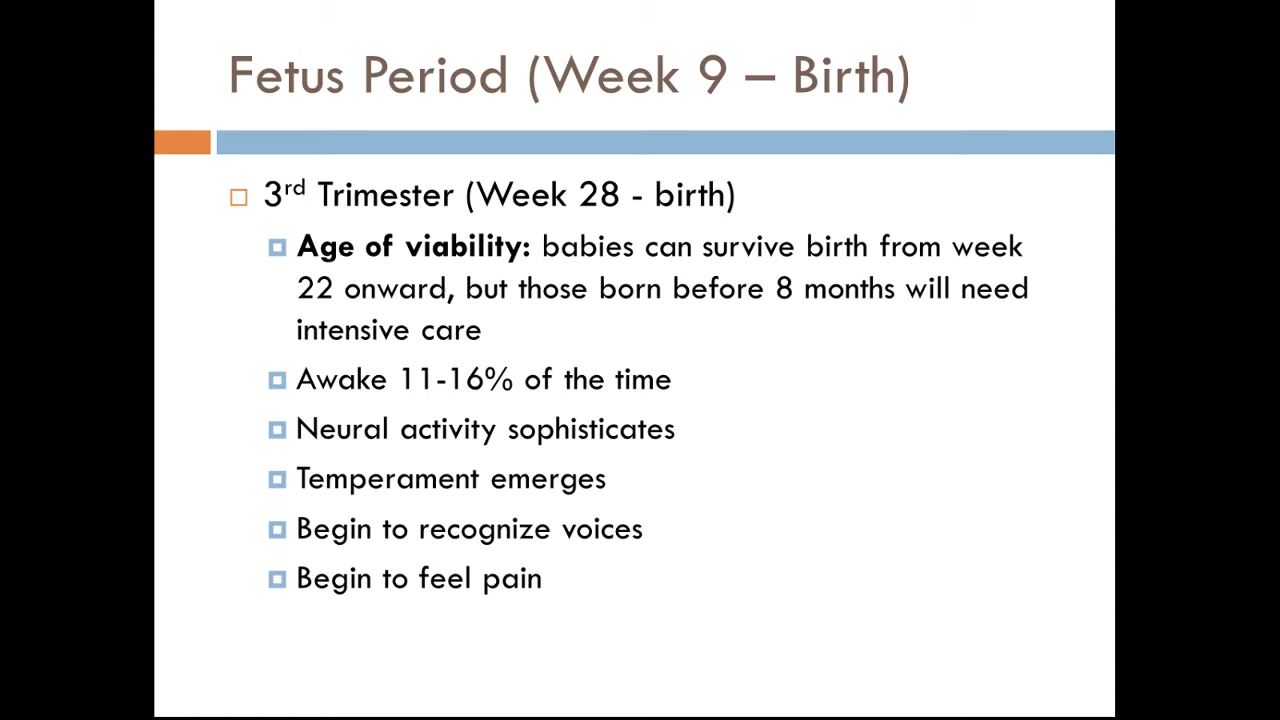 Fetus Period (Week 9 – Birth)
3rd Trimester (Week 28 - birth)
Age of viability: babies can survive birth from week
22 onward, but those born before 8 months will need
intensive care
Awake 11-16% of the time
Neural activity sophisticates
Temperament emerges
Begin to recognize voices
Begin to feel pain